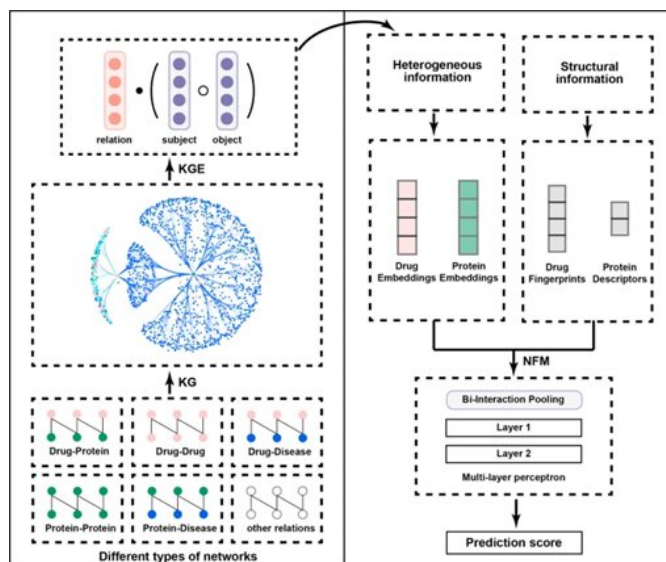 relation
subject
object
KGE
KG
Drug-Protein
Drug-Drug
Drug-Disease
Protein-Protein
Protein-Disease
other relations
Different types of networks
Heterogeneous
information
Structural
information
Drug
Embeddings
Protein
Embeddings
Drug
Fingerprints
Protein
Descriptors
NFM
Bi-Interaction Pooling
Layer 1
Layer 2
Multi-layer perceptron
Prediction score